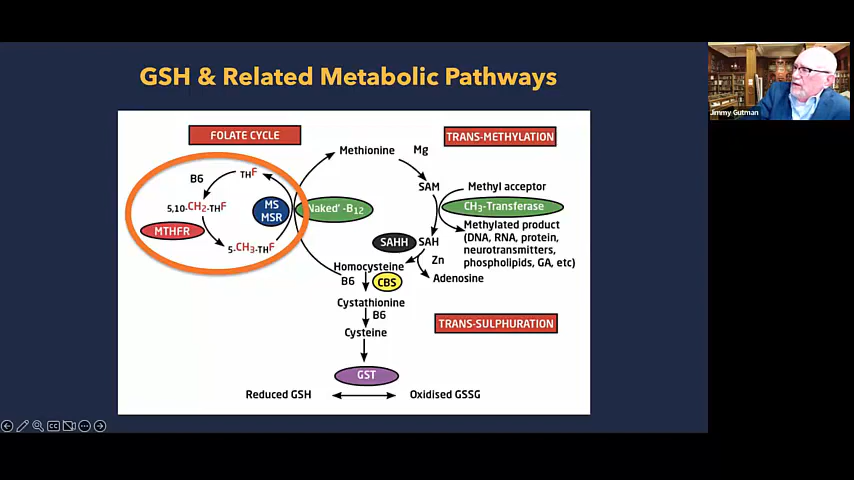 GSH & Related Metabolic Pathways
Jimmy Gutman
FOLATE CYCLE
TRANS-METHYLATION
Methionine
Mg
B6
THF
SAM
Methyl acceptor
5,10-CH2-THF
MS
MSR
'Naked'-B12
CH3-Transferase
MTHFR
Methylated product
(DNA, RNA, protein,
neurotransmitters,
phospholipids, GA, etc)
5-CH3-THF
SAHH
SAH
Zn
Homocysteine
Adenosine
B6
CBS
Cystathionine
B6
TRANS-SULPHURATION
Cysteine
GST
Reduced GSH
Oxidised GSSG
CC